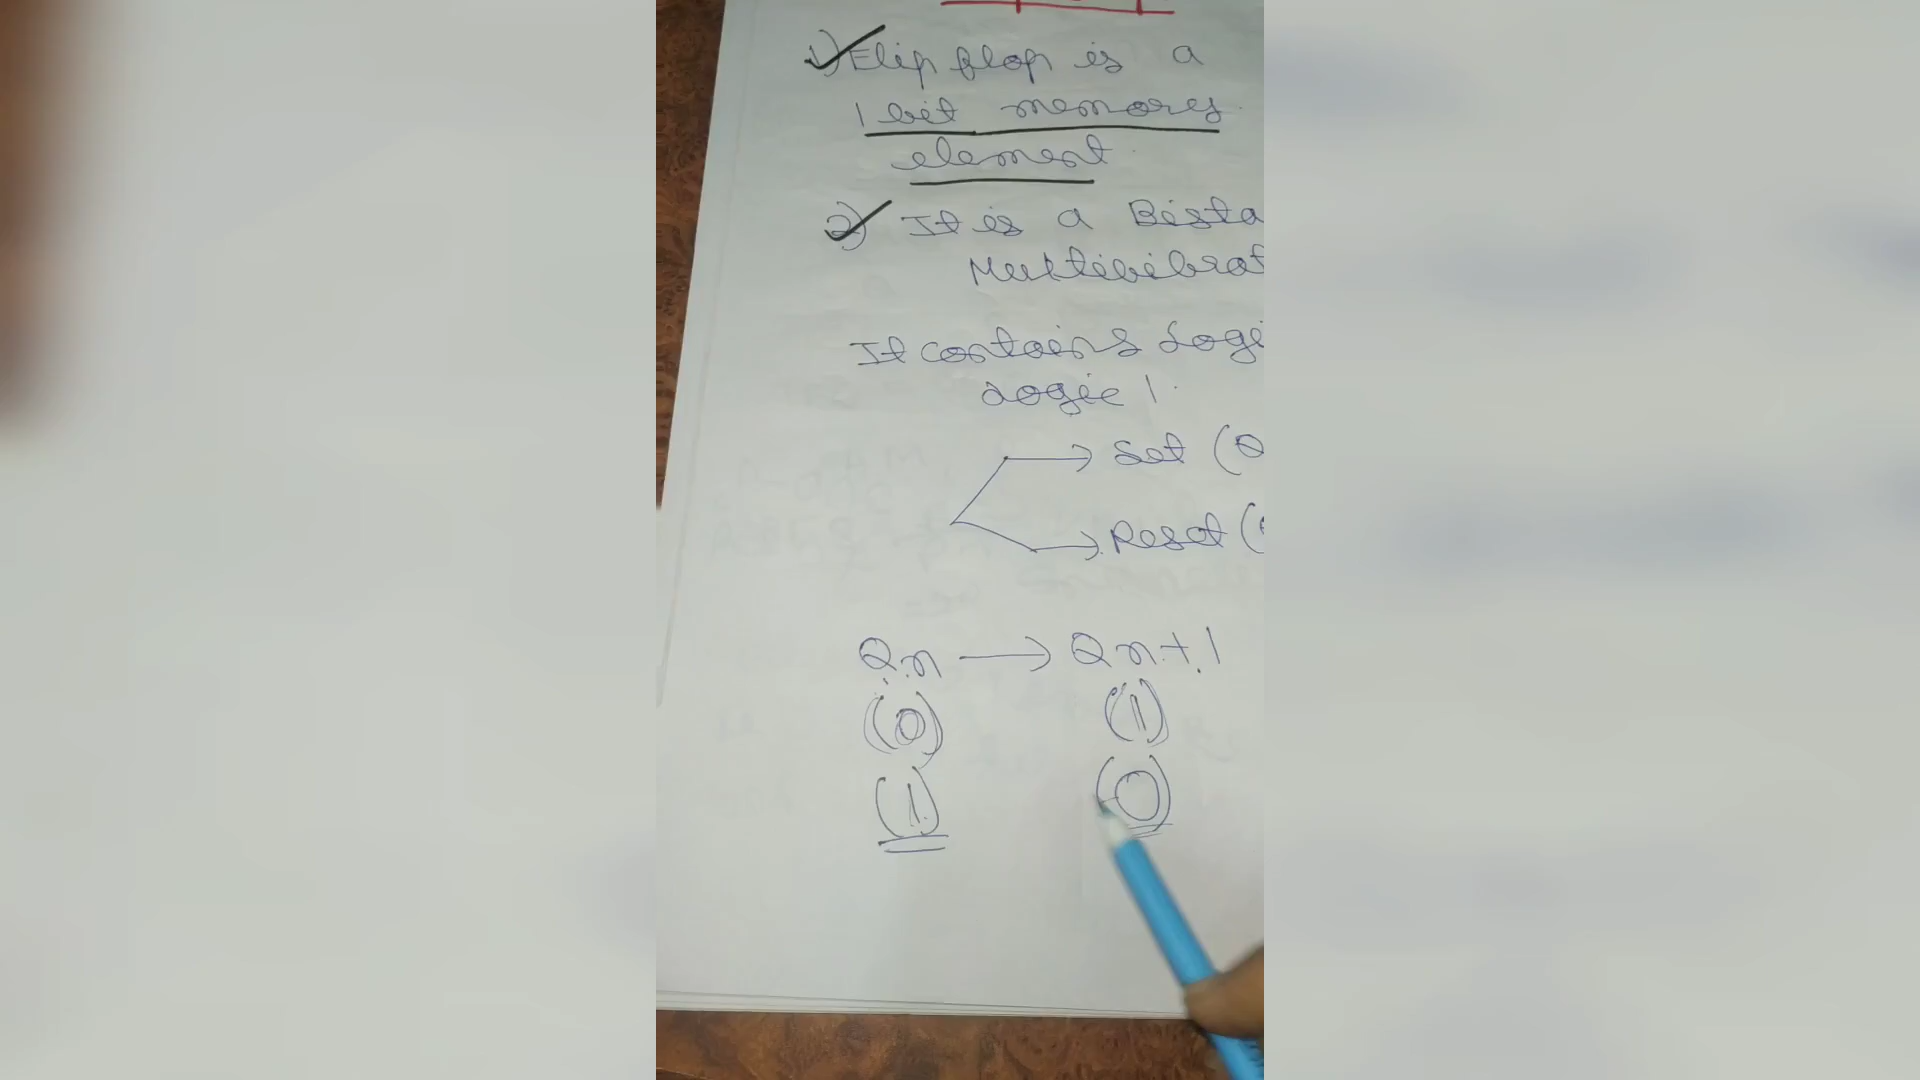 1) Flip flop is a
1 bit memory
element
2) It is a Bista
Multivibrat
It contains Logi
Logic 1.
Set (Q
Reset (
Qn → Qn+1
(0) (1)
(1) (0)